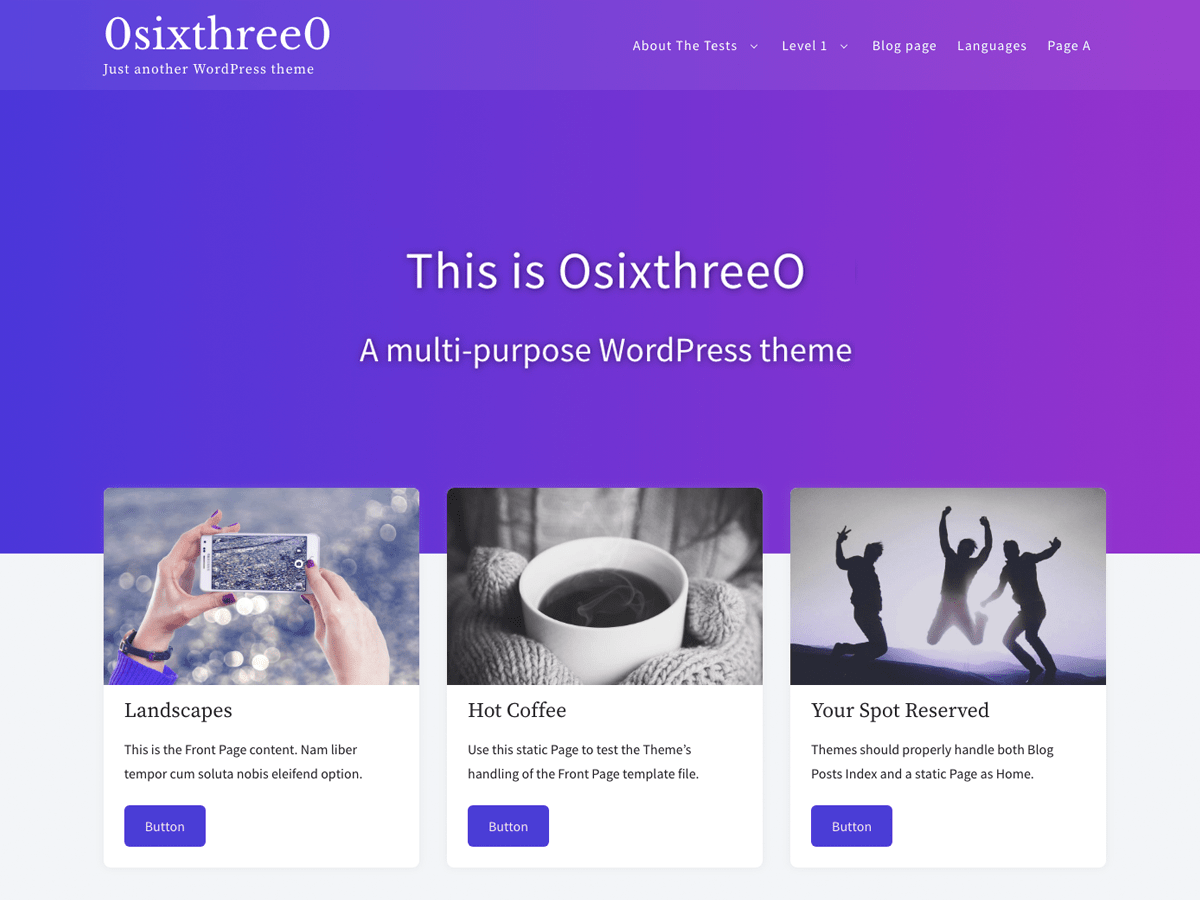 0sixthree0
Just another WordPress theme
About The Tests
Level 1
Blog page
Languages
Page A
This is OsixthreeO
A multi-purpose WordPress theme
Landscapes
This is the Front Page content. Nam liber
tempor cum soluta nobis eleifend option.
Button
Hot Coffee
Use this static Page to test the Theme’s
handling of the Front Page template file.
Button
Your Spot Reserved
Themes should properly handle both Blog
Posts Index and a static Page as Home.
Button